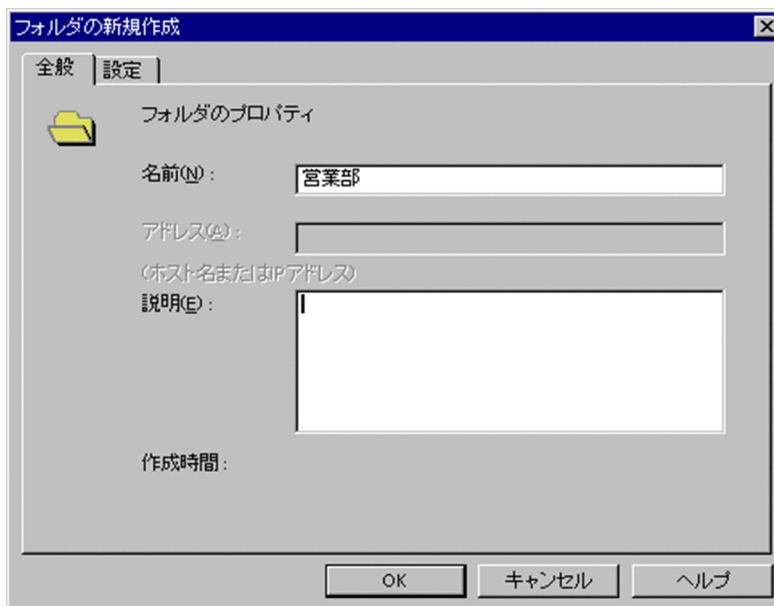 フォルダの新規作成
全般 設定
フォルダのプロパティ
名前(N)： 営業部
アドレス(A)：
(ホスト名またはIPアドレス)
説明(E)：
作成時間：
OK キャンセル ヘルプ